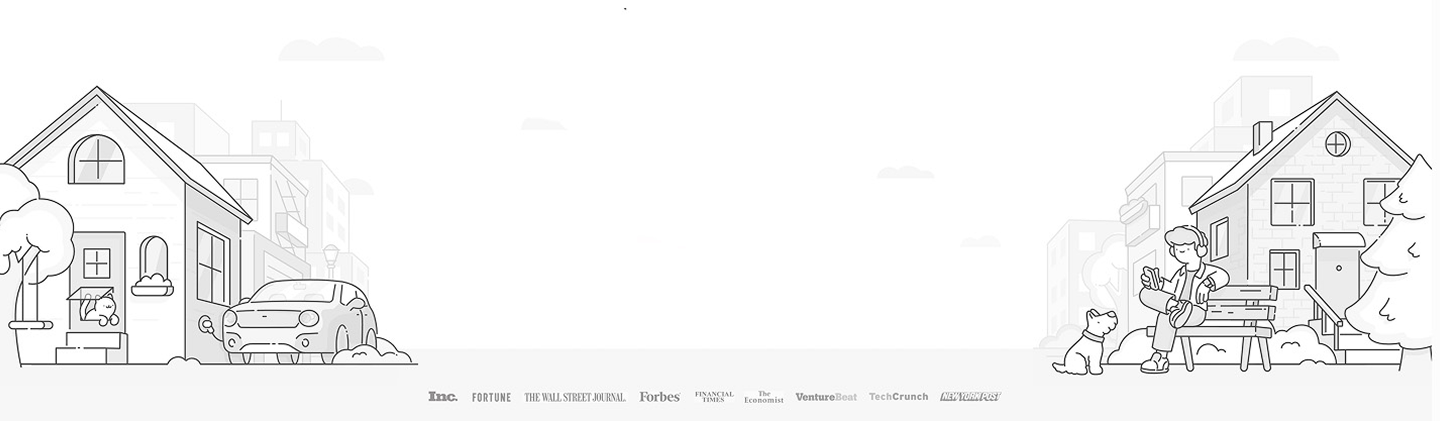 Inc. FORTUNE THE WALL STREET JOURNAL. Forbes FINANCIAL TIMES The Economist VentureBeat TechCrunch NEW YORK POST